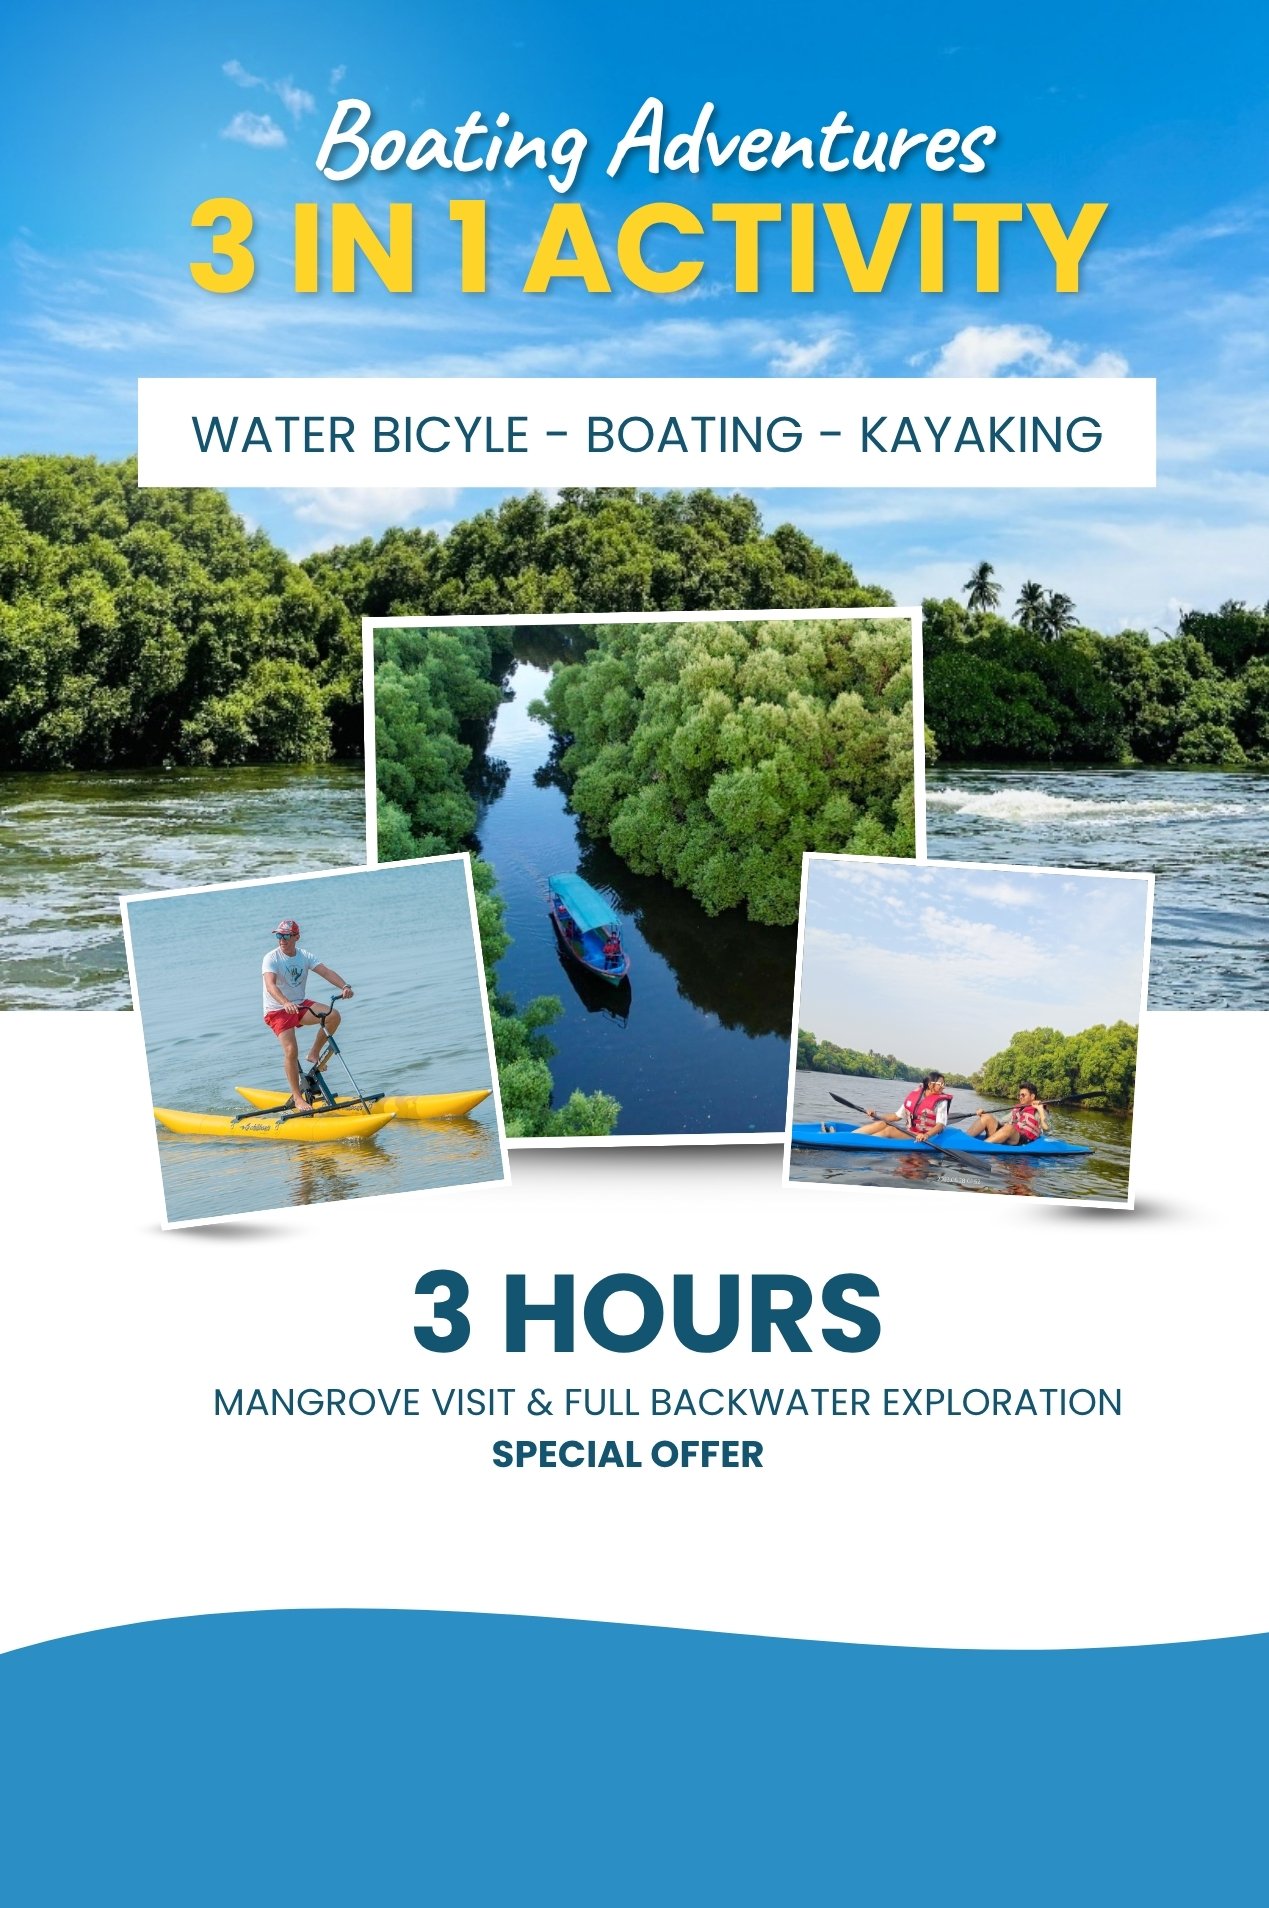 Boating Adventures
3 IN 1 ACTIVITY
WATER BICYLE - BOATING - KAYAKING
3 HOURS
MANGROVE VISIT & FULL BACKWATER EXPLORATION
SPECIAL OFFER